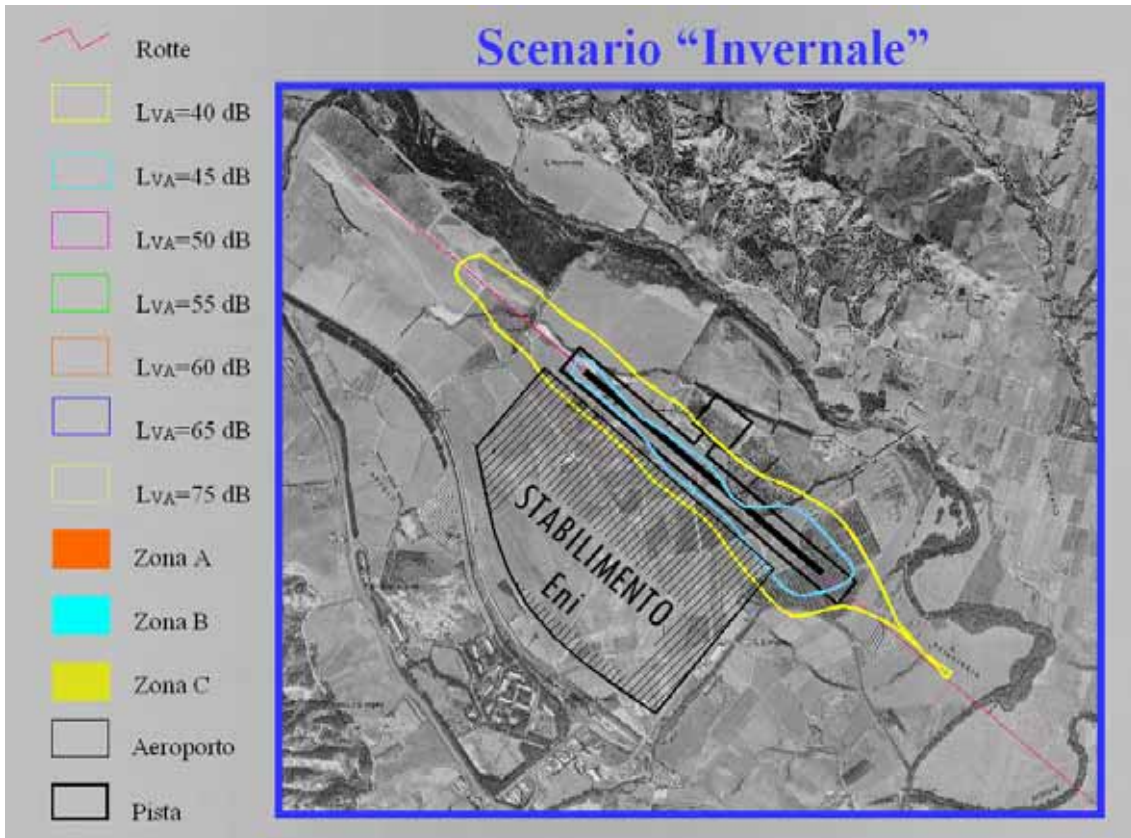 Scenario “Invernale”
Rotte
LVA=40 dB
LVA=45 dB
LVA=50 dB
LVA=55 dB
LVA=60 dB
LVA=65 dB
LVA=75 dB
Zona A
Zona B
Zona C
Aeroporto
Pista
STABILIMENTO
Eni